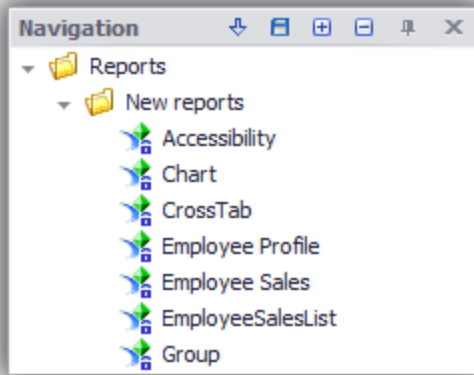 Navigation
Reports
New reports
Accessibility
Chart
CrossTab
Employee Profile
Employee Sales
EmployeeSalesList
Group